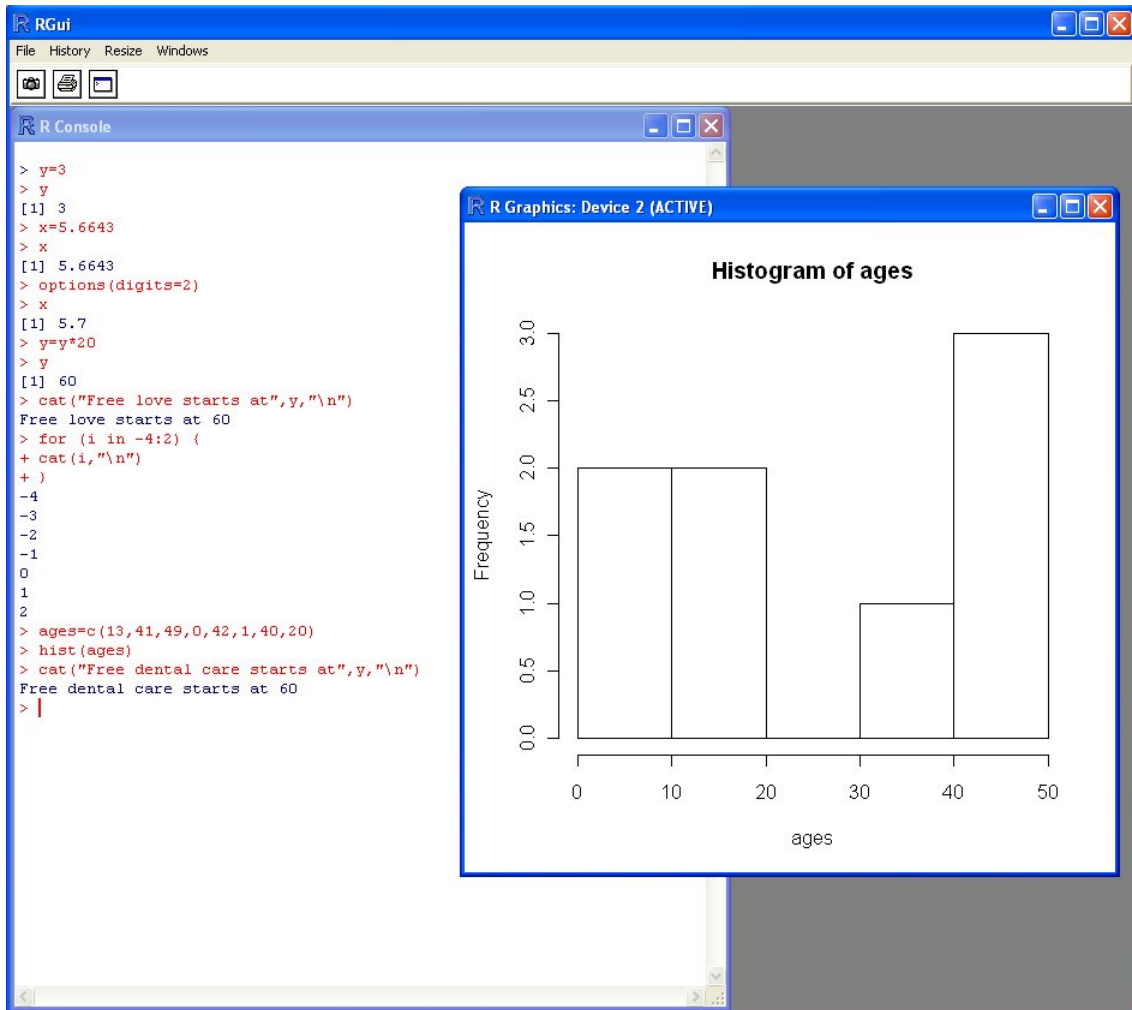 RGui
File History Resize Windows
R Console
> y=3
> y
[1] 3
> x=5.6643
> x
[1] 5.6643
> options(digits=2)
> x
[1] 5.7
> y=y*20
> y
[1] 60
> cat("Free love starts at",y,"\n")
Free love starts at 60
> for (i in -4:2) {
+ cat(i,"\n")
+ }
-4
-3
-2
-1
0
1
2
> ages=c(13,41,49,0,42,1,40,20)
> hist(ages)
> cat("Free dental care starts at",y,"\n")
Free dental care starts at 60
>
R Graphics: Device 2 (ACTIVE)
Histogram of ages
Frequency
3.0
2.5
2.0
1.5
1.0
0.5
0.0
0 10 20 30 40 50
ages